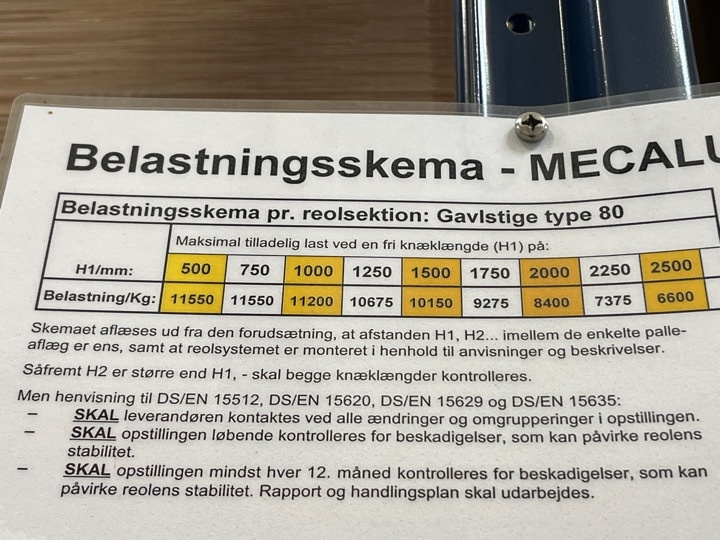 Belastningsskema - MECALU
Belastningsskema pr. reolsektion: Gavlstige type 80
Maksimal tilladelig last ved en fri knæklængde (H1) på:
H1/mm: 500 750 1000 1250 1500 1750 2000 2250 2500
Belastning/Kg: 11550 11550 11200 10675 10150 9275 8400 7375 6600
Skemaet aflæses ud fra den forudsætning, at afstanden H1, H2... imellem de enkelte palle-
aflæg er ens, samt at reolsystemet er monteret i henhold til anvisninger og beskrivelser.
Såfremt H2 er større end H1, - skal begge knæklængder kontrolleres.
Men henvisning til DS/EN 15512, DS/EN 15620, DS/EN 15629 og DS/EN 15635:
– SKAL leverandøren kontaktes ved alle ændringer og omgrupperinger i opstillingen.
– SKAL opstillingen løbende kontrolleres for beskadigelser, som kan påvirke reolens
stabilitet.
– SKAL opstillingen mindst hver 12. måned kontrolleres for beskadigelser, som kan
påvirke reolens stabilitet. Rapport og handlingsplan skal udarbejdes.